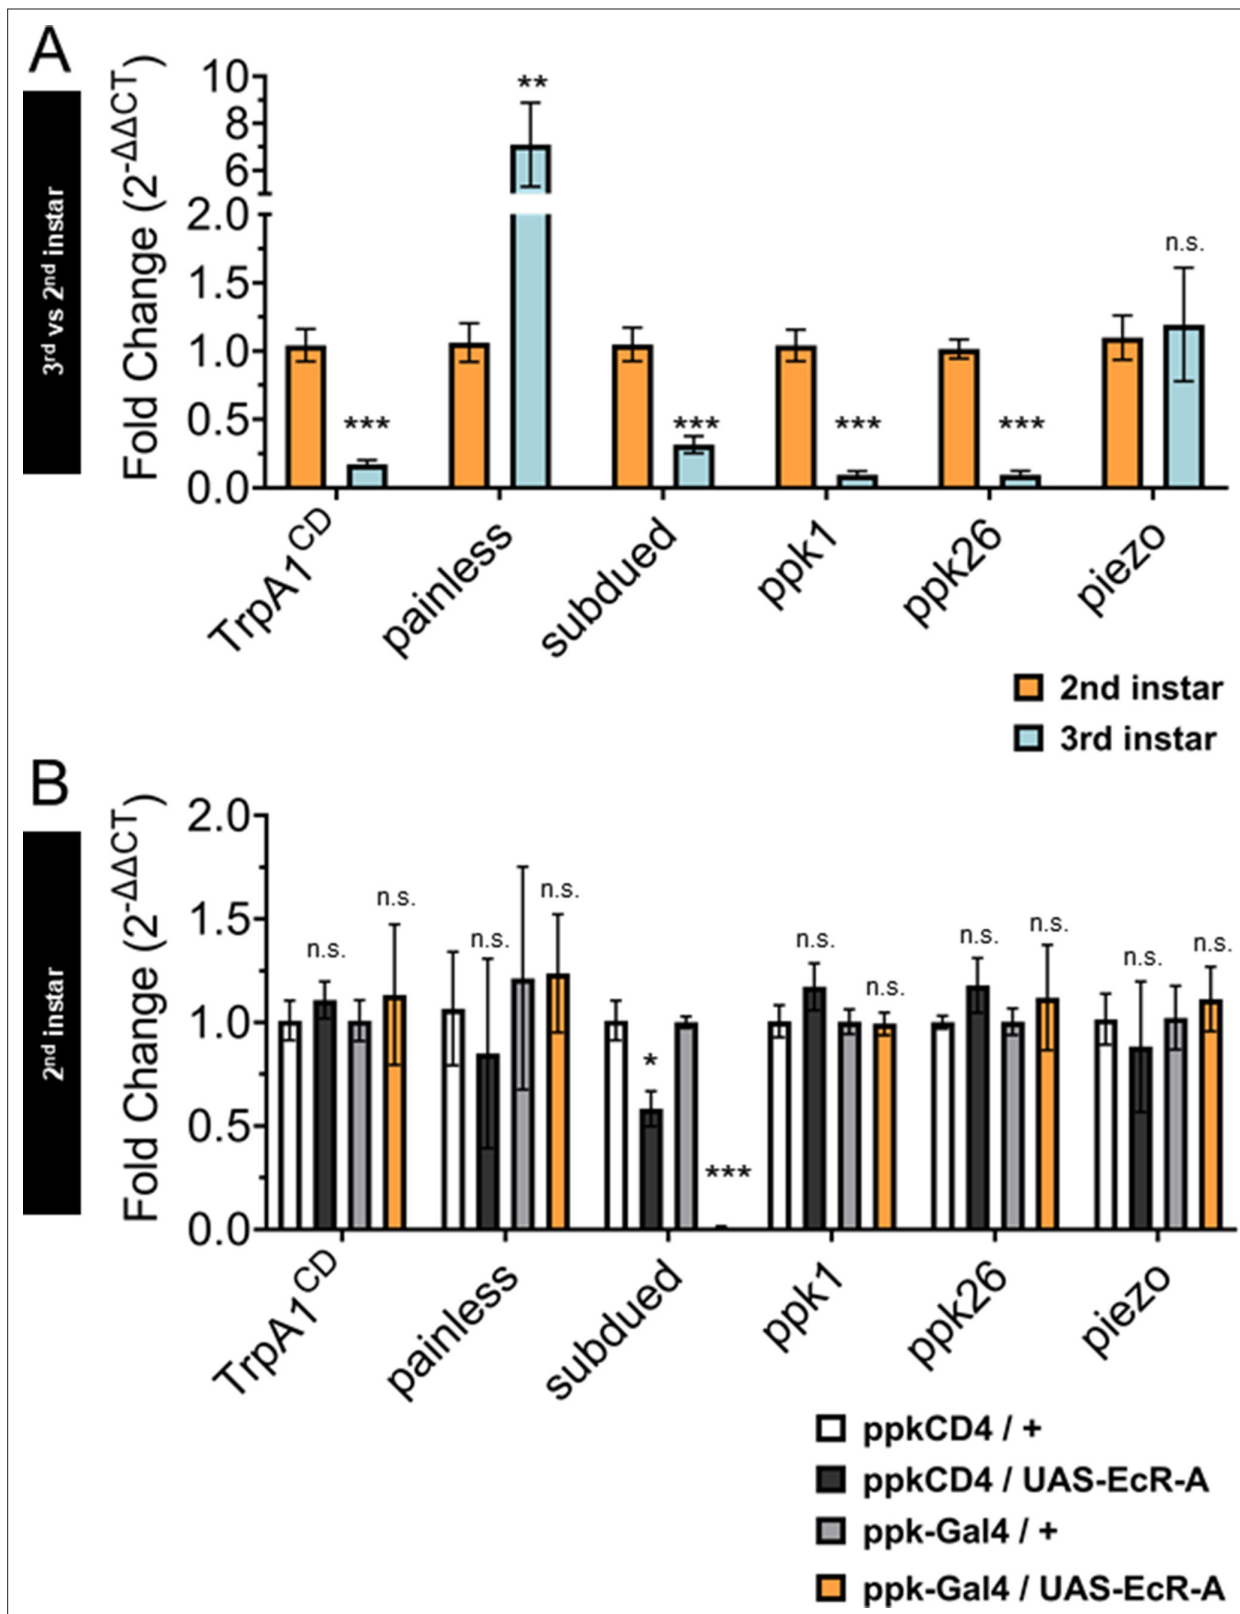 A
3rd vs 2nd instar
Fold Change (2-ΔΔCT)
10
8
6
2.0
1.5
1.0
0.5
0.0
**
n.s.
*** *** *** ***
TrpA1CD painless subdued ppk1 ppk26 piezo
2nd instar
3rd instar
B
2nd instar
Fold Change (2-ΔΔCT)
2.0
1.5
1.0
0.5
0.0
n.s. n.s. n.s. n.s. * *** n.s. n.s. n.s. n.s. n.s. n.s.
TrpA1CD painless subdued ppk1 ppk26 piezo
ppkCD4 / +
ppkCD4 / UAS-EcR-A
ppk-Gal4 / +
ppk-Gal4 / UAS-EcR-A